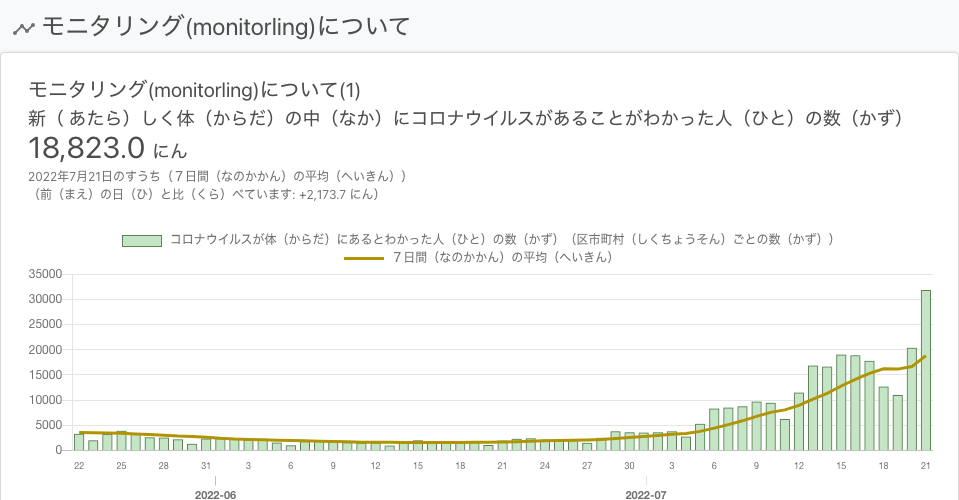 モニタリング(monitorling)について
モニタリング(monitorling)について(1)
新（ あたら）しく体（からだ）の中（なか）にコロナウイルスがあることがわかった人（ひと）の数（かず）
18,823.0 にん
2022年7月21日のすうち（７日間（なのかかん）の平均（へいきん））
（前（まえ）の日（ひ）と比（くら）べています: +2,173.7 にん）
コロナウイルスが体（からだ）にあるとわかった人（ひと）の数（かず）（区市町村（しくちょうそん）ごとの数（かず））
７日間（なのかかん）の平均（へいきん）
35000
30000
25000
20000
15000
10000
5000
0
22 25 28 31 3 6 9 12 15 18 21 24 27 30 3 6 9 12 15 18 21
2022-06 2022-07